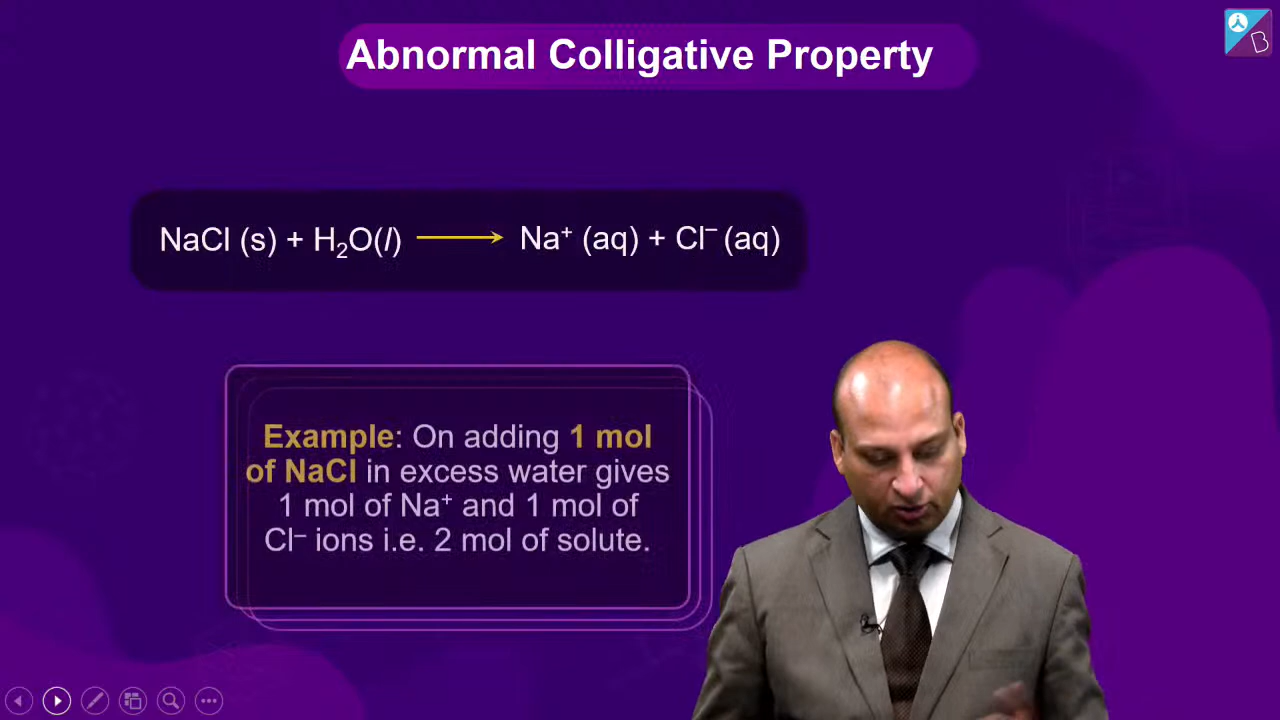 Abnormal Colligative Property
NaCl (s) + H₂O(l) ⟶ Na⁺ (aq) + Cl⁻ (aq)
Example: On adding 1 mol
of NaCl in excess water gives
1 mol of Na⁺ and 1 mol of
Cl⁻ ions i.e. 2 mol of solute.